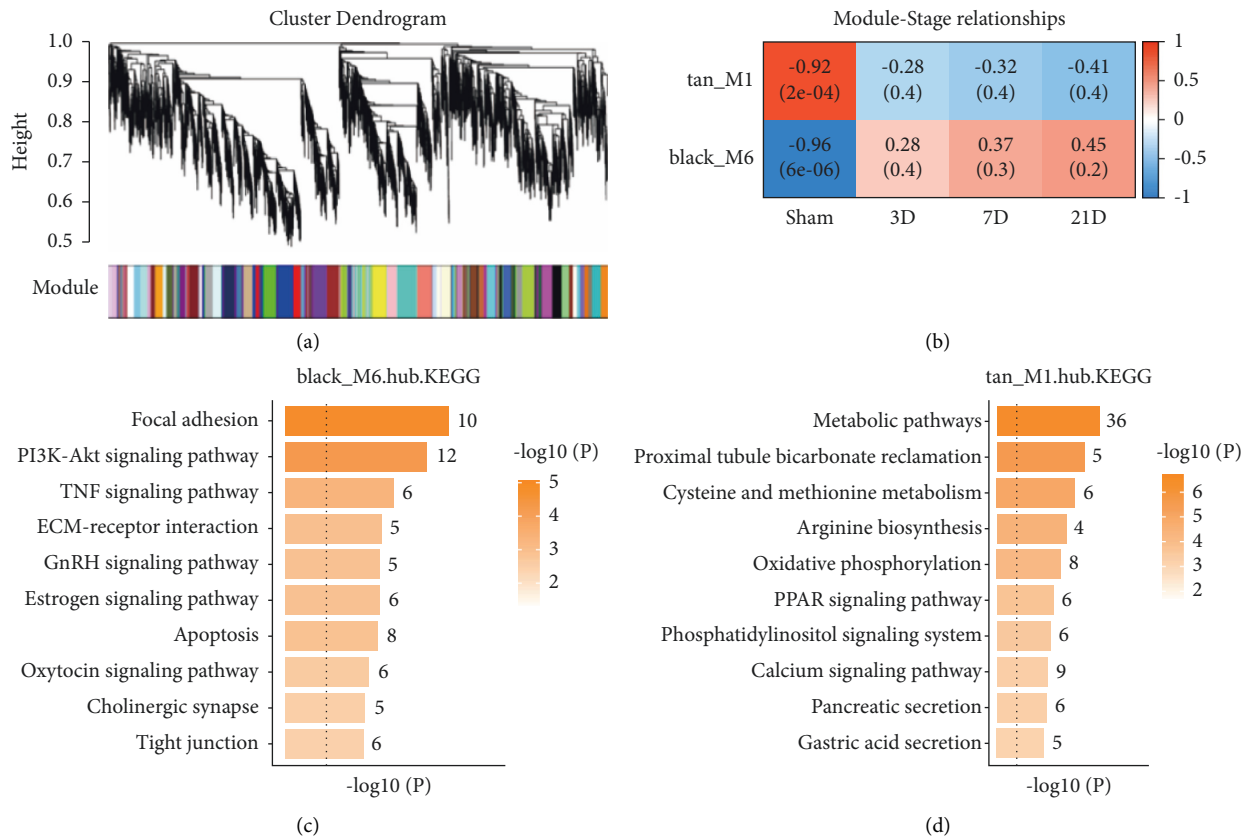 Cluster Dendrogram
1.0
0.9
0.8
0.7
0.6
0.5
Height
Module
(a)
Module-Stage relationships
tan_M1
black_M6
-0.92
(2e-04)
-0.28
(0.4)
-0.32
(0.4)
-0.41
(0.4)
-0.96
(6e-06)
0.28
(0.4)
0.37
(0.3)
0.45
(0.2)
Sham
3D
7D
21D
1
0.5
0
-0.5
-1
(b)
black_M6.hub.KEGG
Focal adhesion 10
PI3K-Akt signaling pathway 12
TNF signaling pathway 6
ECM-receptor interaction 5
GnRH signaling pathway 5
Estrogen signaling pathway 6
Apoptosis 8
Oxytocin signaling pathway 6
Cholinergic synapse 5
Tight junction 6
-log10 (P)
-log10 (P)
5
4
3
2
(c)
tan_M1.hub.KEGG
Metabolic pathways 36
Proximal tubule bicarbonate reclamation 5
Cysteine and methionine metabolism 6
Arginine biosynthesis 4
Oxidative phosphorylation 8
PPAR signaling pathway 6
Phosphatidylinositol signaling system 6
Calcium signaling pathway 9
Pancreatic secretion 6
Gastric acid secretion 5
-log10 (P)
-log10 (P)
6
5
4
3
2
(d)